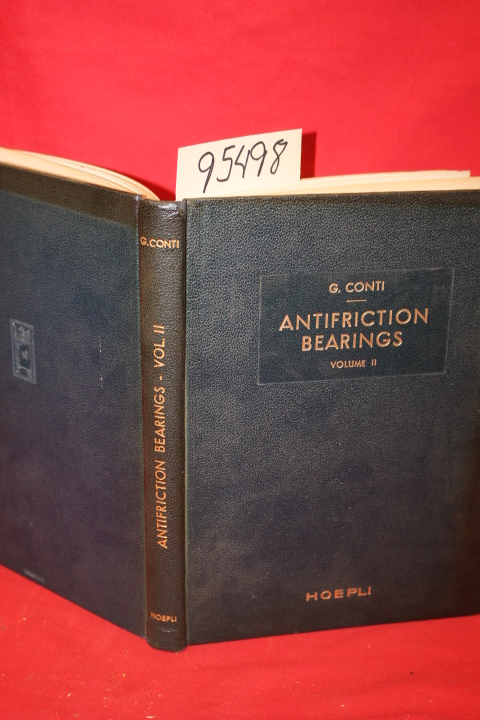 95498
G. CONTI
ANTIFRICTION BEARINGS - VOL. II
HOEPLI
G. CONTI
ANTIFRICTION
BEARINGS
VOLUME II
HOEPLI